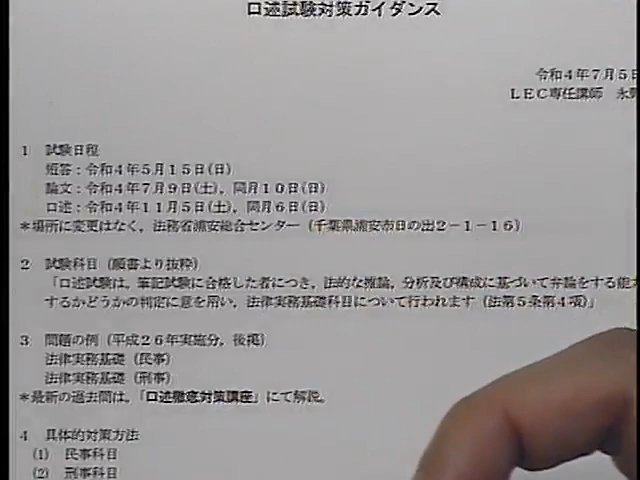 口述試験対策ガイダンス
令和4年7月5日
LEC専任講師 永野
1 試験日程
短答：令和4年5月15日(日)
論文：令和4年7月9日(土)，同月10日(日)
口述：令和4年11月5日(土)，同月6日(日)
＊場所に変更はなく，法務省浦安総合センター（千葉県浦安市日の出2－1－16）
2 試験科目（願書より抜粋）
「口述試験は，筆記試験に合格した者につき，法的な推論，分析及び構成に基づいて弁論をする能
するかどうかの判定に意を用い，法律実務基礎科目について行われます（法第5条第4項）」
3 問題の例（平成26年実施分，後掲）
法律実務基礎（民事）
法律実務基礎（刑事）
＊最新の過去問は，「口述徹底対策講座」にて解説。
4 具体的対策方法
(1) 民事科目
(2) 刑事科目